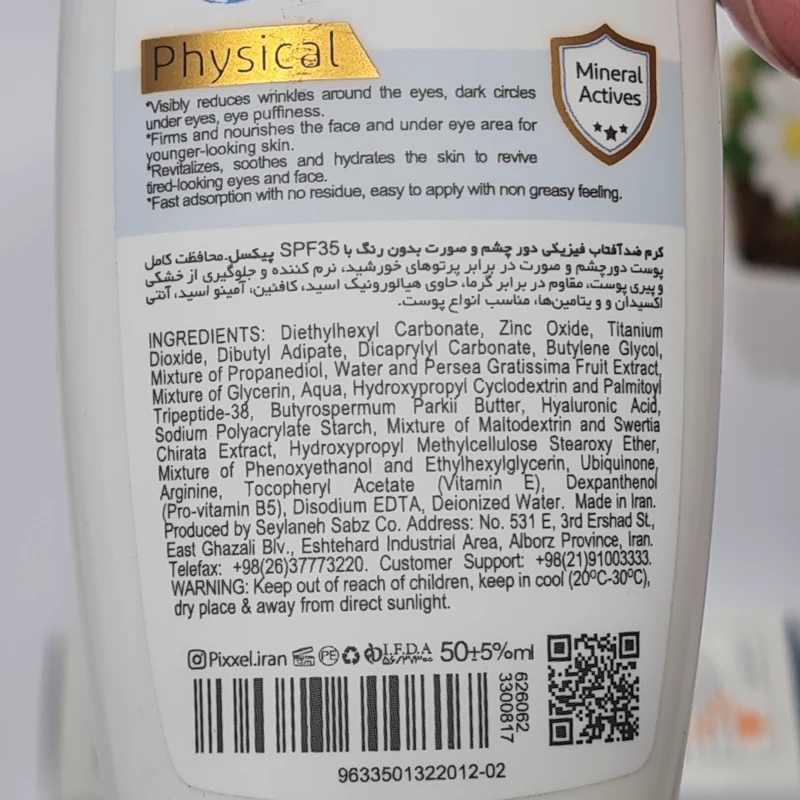 Physical
Mineral
Actives
*Visibly reduces wrinkles around the eyes, dark circles
under eyes, eye puffiness.
*Firms and nourishes the face and under eye area for
younger-looking skin.
*Revitalizes, soothes and hydrates the skin to revive
tired-looking eyes and face.
*Fast adsorption with no residue, easy to apply with non greasy feeling.
کرم ضدآفتاب فیزیکی دور چشم و صورت بدون رنگ با SPF35 پیکسل.محافظت کامل
پوست دورچشم و صورت در برابر پرتوهای خورشید، نرم کننده و جلوگیری از خشکی
و پیری پوست، مقاوم در برابر گرما، حاوی هیالورونیک اسید، کافئین، آمینو اسید، آنتی
اکسیدان و و یتامین‌ها، مناسب انواع پوست.
INGREDIENTS: Diethylhexyl Carbonate, Zinc Oxide, Titanium
Dioxide, Dibutyl Adipate, Dicaprylyl Carbonate, Butylene Glycol,
Mixture of Propanediol, Water and Persea Gratissima Fruit Extract,
Mixture of Glycerin, Aqua, Hydroxypropyl Cyclodextrin and Palmitoyl
Tripeptide-38, Butyrospermum Parkii Butter, Hyaluronic Acid,
Sodium Polyacrylate Starch, Mixture of Maltodextrin and Swertia
Chirata Extract, Hydroxypropyl Methylcellulose Stearoxy Ether,
Mixture of Phenoxyethanol and Ethylhexylglycerin, Ubiquinone,
Arginine, Tocopheryl Acetate (Vitamin E), Dexpanthenol
(Pro-vitamin B5), Disodium EDTA, Deionized Water. Made in Iran.
Produced by Seylaneh Sabz Co. Address: No. 531 E, 3rd Ershad St.,
East Ghazali Blv., Eshtehard Industrial Area, Alborz Province, Iran.
Telefax: +98(26)37773220. Customer Support: +98(21)91003333.
WARNING: Keep out of reach of children, keep in cool (20ºC-30ºC),
dry place & away from direct sunlight.
Pixxel.iran PE I.F.D.A 50±5%ml
626062
3300817
9633501322012-02